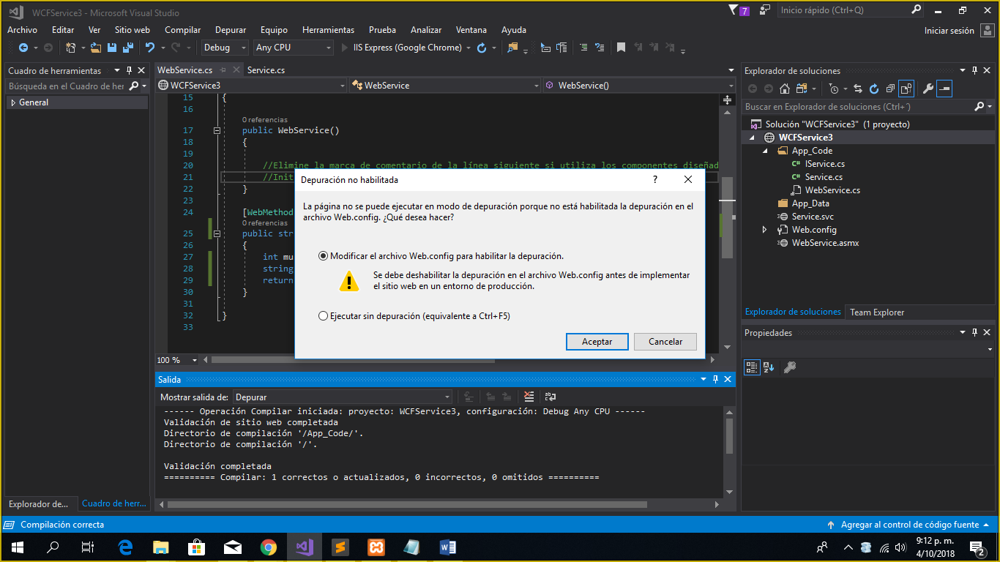 WCFService3 - Microsoft Visual Studio
7
Inicio rápido (Ctrl+Q)
Archivo Editar Ver Sitio web Compilar Depurar Equipo Herramientas Prueba Analizar Ventana Ayuda
Iniciar sesión
Debug Any CPU IIS Express (Google Chrome)
Cuadro de herramientas
Búsqueda en el Cuadro de her
General
WebService.cs Service.cs
WCFService3 WebService WebService()
15 {
16
0 referencias
17 public WebService()
18 {
19
20 //Elimine la marca de comentario de la línea siguiente si utiliza los componentes diseñad
21 //Init
22 }
23
24 [WebMethod
0 referencias
25 public str
26 {
27 int mu
28 string
29 return
30 }
31
32 }
33
100 %
Depuración no habilitada
?
La página no se puede ejecutar en modo de depuración porque no está habilitada la depuración en el
archivo Web.config. ¿Qué desea hacer?
Modificar el archivo Web.config para habilitar la depuración.
Se debe deshabilitar la depuración en el archivo Web.config antes de implementar
el sitio web en un entorno de producción.
Ejecutar sin depuración (equivalente a Ctrl+F5)
Aceptar Cancelar
Salida
Mostrar salida de: Depurar
------ Operación Compilar iniciada: proyecto: WCFService3, configuración: Debug Any CPU ------
Validación de sitio web completada
Directorio de compilación '/App_Code/'.
Directorio de compilación '/'.
Validación completada
========== Compilar: 1 correctos o actualizados, 0 incorrectos, 0 omitidos ==========
Explorador de soluciones
Buscar en Explorador de soluciones (Ctrl+´)
Solución "WCFService3" (1 proyecto)
WCFService3
App_Code
C# IService.cs
C# Service.cs
WebService.cs
App_Data
Service.svc
Web.config
WebService.asmx
Explorador de soluciones Team Explorer
Propiedades
Explorador de... Cuadro de herr...
Compilación correcta
Agregar al control de código fuente
9:12 p. m.
4/10/2018
2